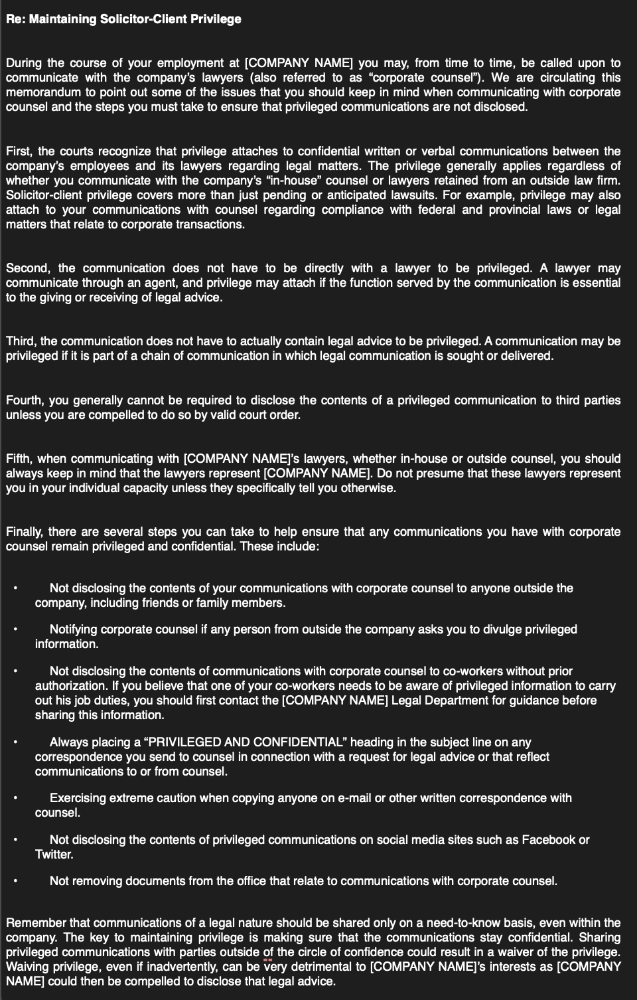 Re: Maintaining Solicitor-Client Privilege
During the course of your employment at [COMPANY NAME] you may, from time to time, be called upon to
communicate with the company’s lawyers (also referred to as “corporate counsel”). We are circulating this
memorandum to point out some of the issues that you should keep in mind when communicating with corporate
counsel and the steps you must take to ensure that privileged communications are not disclosed.
First, the courts recognize that privilege attaches to confidential written or verbal communications between the
company’s employees and its lawyers regarding legal matters. The privilege generally applies regardless of
whether you communicate with the company’s “in-house” counsel or lawyers retained from an outside law firm.
Solicitor-client privilege covers more than just pending or anticipated lawsuits. For example, privilege may also
attach to your communications with counsel regarding compliance with federal and provincial laws or legal
matters that relate to corporate transactions.
Second, the communication does not have to be directly with a lawyer to be privileged. A lawyer may
communicate through an agent, and privilege may attach if the function served by the communication is essential
to the giving or receiving of legal advice.
Third, the communication does not have to actually contain legal advice to be privileged. A communication may be
privileged if it is part of a chain of communication in which legal communication is sought or delivered.
Fourth, you generally cannot be required to disclose the contents of a privileged communication to third parties
unless you are compelled to do so by valid court order.
Fifth, when communicating with [COMPANY NAME]’s lawyers, whether in-house or outside counsel, you should
always keep in mind that the lawyers represent [COMPANY NAME]. Do not presume that these lawyers represent
you in your individual capacity unless they specifically tell you otherwise.
Finally, there are several steps you can take to help ensure that any communications you have with corporate
counsel remain privileged and confidential. These include:
• Not disclosing the contents of your communications with corporate counsel to anyone outside the
company, including friends or family members.
• Notifying corporate counsel if any person from outside the company asks you to divulge privileged
information.
• Not disclosing the contents of communications with corporate counsel to co-workers without prior
authorization. If you believe that one of your co-workers needs to be aware of privileged information to carry
out his job duties, you should first contact the [COMPANY NAME] Legal Department for guidance before
sharing this information.
• Always placing a “PRIVILEGED AND CONFIDENTIAL” heading in the subject line on any
correspondence you send to counsel in connection with a request for legal advice or that reflect
communications to or from counsel.
• Exercising extreme caution when copying anyone on e-mail or other written correspondence with
counsel.
• Not disclosing the contents of privileged communications on social media sites such as Facebook or
Twitter.
• Not removing documents from the office that relate to communications with corporate counsel.
Remember that communications of a legal nature should be shared only on a need-to-know basis, even within the
company. The key to maintaining privilege is making sure that the communications stay confidential. Sharing
privileged communications with parties outside of the circle of confidence could result in a waiver of the privilege.
Waiving privilege, even if inadvertently, can be very detrimental to [COMPANY NAME]’s interests as [COMPANY
NAME] could then be compelled to disclose that legal advice.